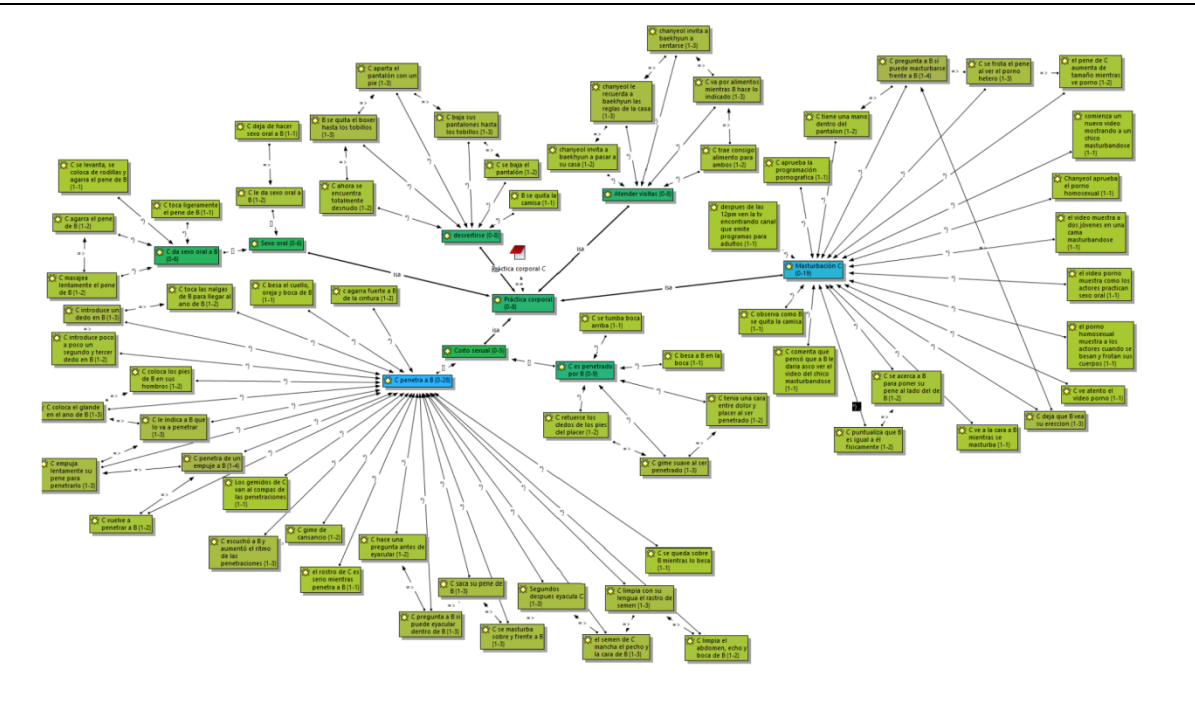 chanyeol invita a
baekhyun a
sentarse (1-3)
C aparta el
pantalón con un
pie (1-3)
chanyeol le
recuerda a
baekhyun las
reglas de la casa
(1-3)
C va por alimentos
mientras B hace lo
indicado (1-3)
C pregunta a B si
puede masturbarse
frente a B (1-4)
C se frota el pene
al ver el porno
hetero (1-3)
el pene de C
aumenta de
tamaño mientras
ve porno (1-2)
B se quita el boxer
hasta los tobillos
(1-3)
C baja sus
pantalones hasta
los tobillos (1-3)
C deja de hacer
sexo oral a B (1-1)
C tiene una mano
dentro del
pantalon (1-2)
comienza un
nuevo video
mostrando a un
chico
masturbandose
(1-1)
chanyeol invita a
baekhyun a pasar a
su casa (1-2)
C trae consigo
alimento para
ambos (1-2)
C se levanta, se
coloca de rodillas y
agarra el pene de B
(1-1)
C se baja el
pantalón (1-2)
C aprueba la
programación
pornografica (1-1)
C le da sexo oral a
B (1-2)
C ahora se
encuentra
totalmente
desnudo (1-2)
B se quita la
camisa (1-1)
Atender visitas (0-8)
Chanyeol aprueba
el porno
homosexual (1-1)
C toca ligeramente
el pene de B (1-1)
C agarra el pene
de B (1-2)
despues de las
12pm ven la tv
encontrando canal
que emite
programas para
adultos (1-1)
el video muestra a
dos jóvenes en una
cama
masturbandose
(1-1)
desvertirse (0-8)
C da sexo oral a B
(0-6)
Sexo oral (0-6)
isa
Práctica corporal C
Masturbación C
(0-19)
C masajea
lentamente el pene
de B (1-2)
el video porno
muestra como los
actores practican
sexo oral (1-1)
C toca las nalgas
de B para llegar al
ano de B (1-2)
C besa el cuello,
oreja y boca de B
(1-1)
c agarra fuerte a B
de la cintura (1-2)
isa
isa
Práctica corporal
(0-8)
C introduce un
dedo en B (1-3)
C observa como B
se quita la camisa
(1-1)
C se tumba boca
arriba (1-1)
el porno
homosexual
muestra a los
actores cuando se
besan y frotan sus
cuerpos (1-1)
isa
C introduce poco
a poco un
segundo y tercer
dedo en B (1-2)
Coito sexual (0-5)
C comenta que
pensó que a B le
daria asco ver el
video del chico
masturbandose
(1-1)
C besa a B en la
boca (1-1)
C es penetrado
por B (0-9)
C coloca los pies
de B en sus
hombros (1-2)
C penetra a B (0-28)
C se acerca a B
para poner su
pene al lado del de
B (1-2)
C ve atento el
video porno (1-1)
C coloca el glande
en el ano de B (1-3)
C tenia una cara
entre dolor y
placer al ser
penetrado (1-2)
C le indica a B que
lo va a penetrar
(1-3)
C retuerse los
dedos de los pies
del placer (1-2)
C deja que B vea
su ereccion (1-3)
C puntualiza que B
es igual a él
fisicamente (1-2)
C ve a la cara a B
mientras se
masturba (1-1)
C penetra de un
empuje a B (1-4)
C empuja
lentamente su
pene para
penetrarlo (1-3)
C gime suave al ser
penetrado (1-3)
Los gemidos de C
van al compas de
las penetraciones
(1-1)
C vuelve a
penetrar a B (1-2)
C gime de
cansancio (1-2)
C escuchó a B y
aumentó el ritmo
de las
penetraciones (1-3)
C hace una
pregunta antes de
eyacular (1-2)
C se queda sobre
B mientras lo besa
(1-1)
el rostro de C es
serio mientras
penetra a B (1-1)
C saca su pene de
B (1-3)
Segundos
despues eyacula C
(1-3)
C limpia con su
lengua el rastro de
semen (1-3)
C pregunta a B si
puede eyacular
dentro de B (1-3)
C se masturba
sobre y frente a B
(1-3)
el semen de C
mancha el pecho y
la cara de B (1-3)
C limpia el
abdomen, echo y
boca de B (1-2)